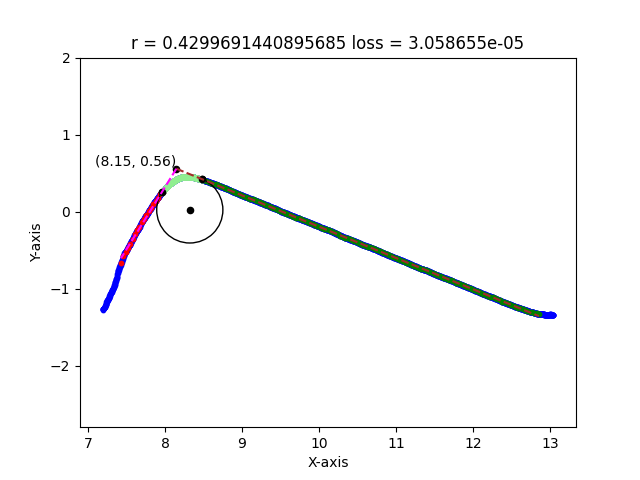 r = 0.4299691440895685 loss = 3.058655e-05
2
1
(8.15, 0.56)
0
Y-axis
−1
−2
7 8 9 10 11 12 13
X-axis